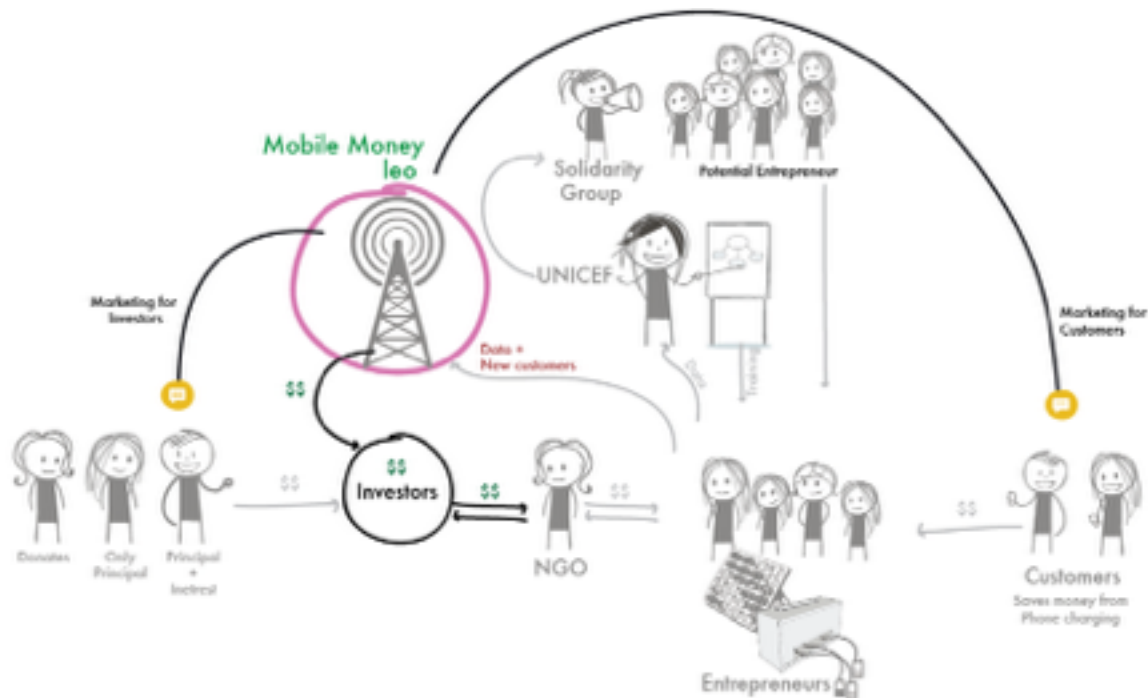 Mobile Money
leo
Solidarity
Group
Potential Entrepreneur
UNICEF
Marketing for
Investors
Marketing for
Customers
Data +
New customers
Data
Training
$$
$$
Investors
$$
$$
$$
$$
Donates
Only
Principal
Principal
+
Inetrest
NGO
Customers
Saves money from
Phone charging
Entrepreneurs